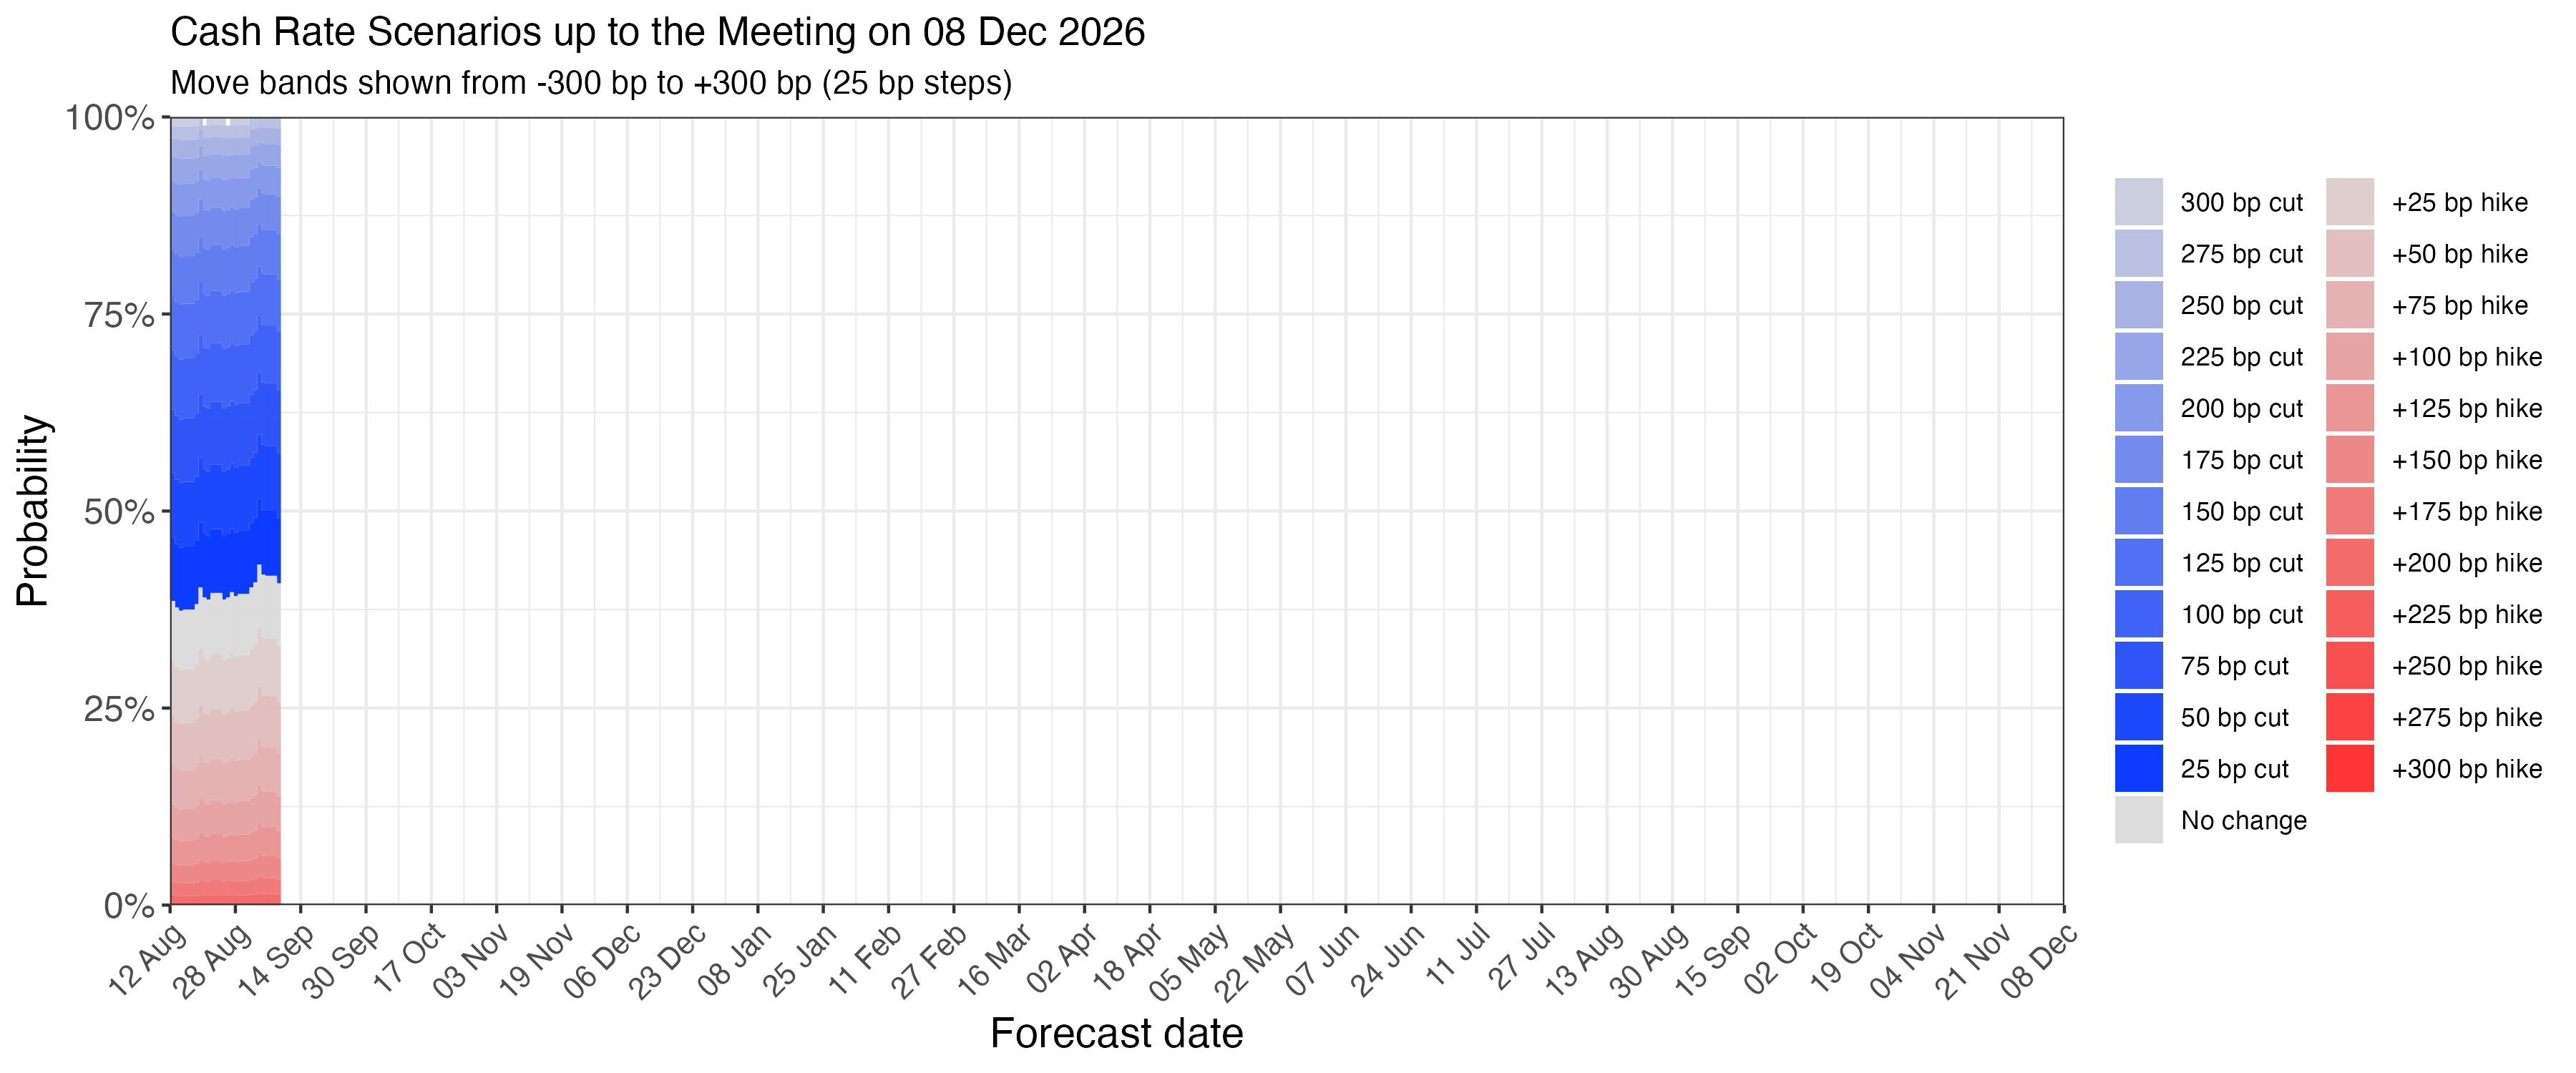 Cash Rate Scenarios up to the Meeting on 08 Dec 2026
Move bands shown from -300 bp to +300 bp (25 bp steps)
Probability
100%
75%
50%
25%
0%
12 Aug
28 Aug
14 Sep
30 Sep
17 Oct
03 Nov
19 Nov
06 Dec
23 Dec
08 Jan
25 Jan
11 Feb
27 Feb
16 Mar
02 Apr
18 Apr
05 May
22 May
07 Jun
24 Jun
11 Jul
27 Jul
13 Aug
30 Aug
15 Sep
02 Oct
19 Oct
04 Nov
21 Nov
08 Dec
Forecast date
300 bp cut
275 bp cut
250 bp cut
225 bp cut
200 bp cut
175 bp cut
150 bp cut
125 bp cut
100 bp cut
75 bp cut
50 bp cut
25 bp cut
No change
+25 bp hike
+50 bp hike
+75 bp hike
+100 bp hike
+125 bp hike
+150 bp hike
+175 bp hike
+200 bp hike
+225 bp hike
+250 bp hike
+275 bp hike
+300 bp hike